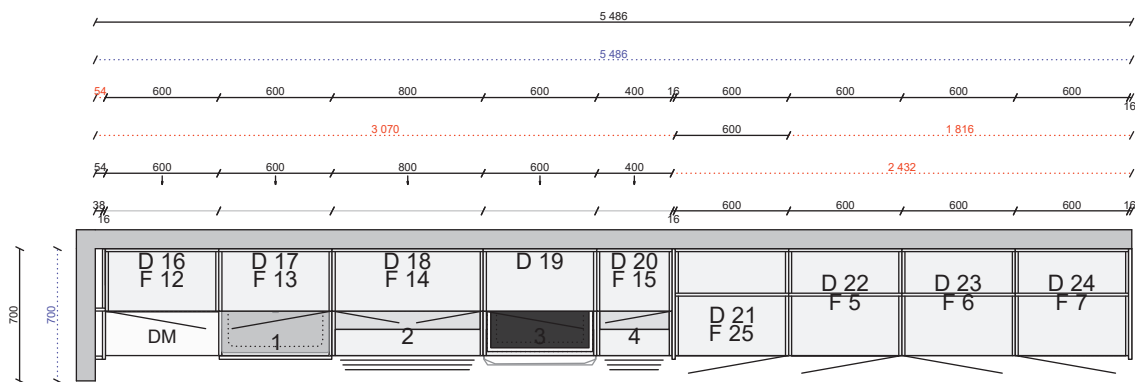 5 486
5 486
54 600 600 800 600 400 16 600 600 600 600 16
3 070 600 1 816
54 600 600 800 600 400 2 432
38 16 16 600 600 600 600 16
D 16 D 17 D 18 D 19 D 20
F 12 F 13 F 14 F 15
D 22 D 23 D 24
F 5 F 6 F 7
D 21
F 25
DM 1 2 3 4
700 700